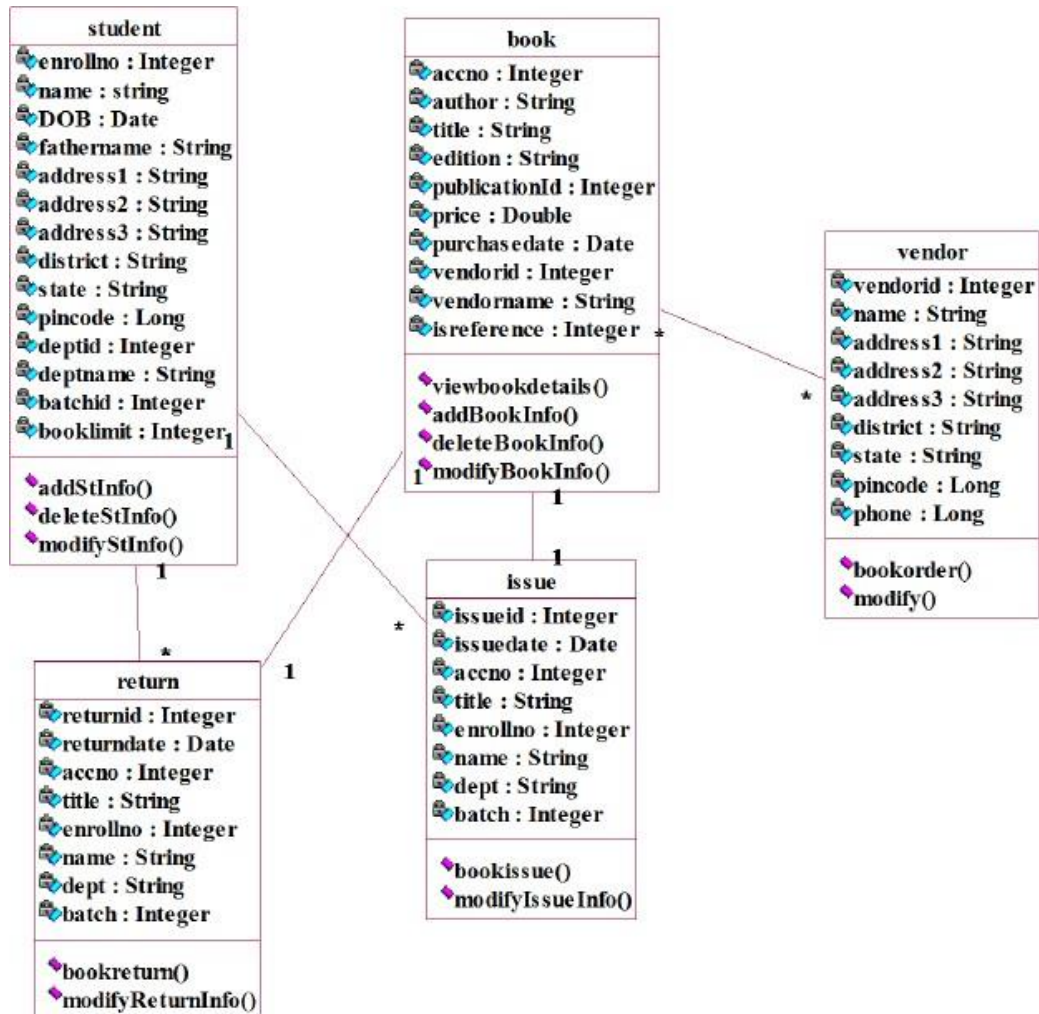 student
enrollno : Integer
name : string
DOB : Date
fathername : String
address1 : String
address2 : String
address3 : String
district : String
state : String
pincode : Long
deptid : Integer
deptname : String
batchid : Integer
booklimit : Integer
1
addStInfo()
deleteStInfo()
modifyStInfo()
1
book
accno : Integer
author : String
title : String
edition : String
publicationId : Integer
price : Double
purchasedate : Date
vendorid : Integer
vendorname : String
isreference : Integer
*
viewbookdetails()
addBookInfo()
deleteBookInfo()
modifyBookInfo()
1
1
vendor
vendorid : Integer
name : String
address1 : String
address2 : String
address3 : String
district : String
state : String
pincode : Long
phone : Long
*
bookorder()
modify()
*
1
return
returnid : Integer
returndate : Date
accno : Integer
title : String
enrollno : Integer
name : String
dept : String
batch : Integer
bookreturn()
modifyReturnInfo()
1
*
issue
issueid : Integer
issuedate : Date
accno : Integer
title : String
enrollno : Integer
name : String
dept : String
batch : Integer
bookissue()
modifyIssueInfo()